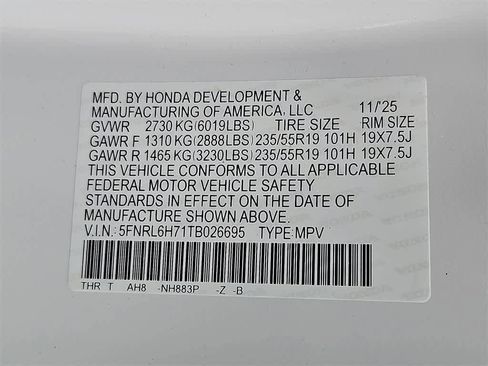 MFD. BY HONDA DEVELOPMENT &
MANUFACTURING OF AMERICA, LLC 11/'25
GVWR 2730 KG(6019LBS) TIRE SIZE RIM SIZE
GAWR F 1310 KG(2888LBS) 235/55R19 101H 19X7.5J
GAWR R 1465 KG(3230LBS) 235/55R19 101H 19X7.5J
THIS VEHICLE CONFORMS TO ALL APPLICABLE
FEDERAL MOTOR VEHICLE SAFETY
STANDARDS IN EFFECT ON THE DATE OF
MANUFACTURE SHOWN ABOVE.
V.I.N.: 5FNRL6H71TB026695 TYPE: MPV
THR T AH8 -NH883P -Z -B